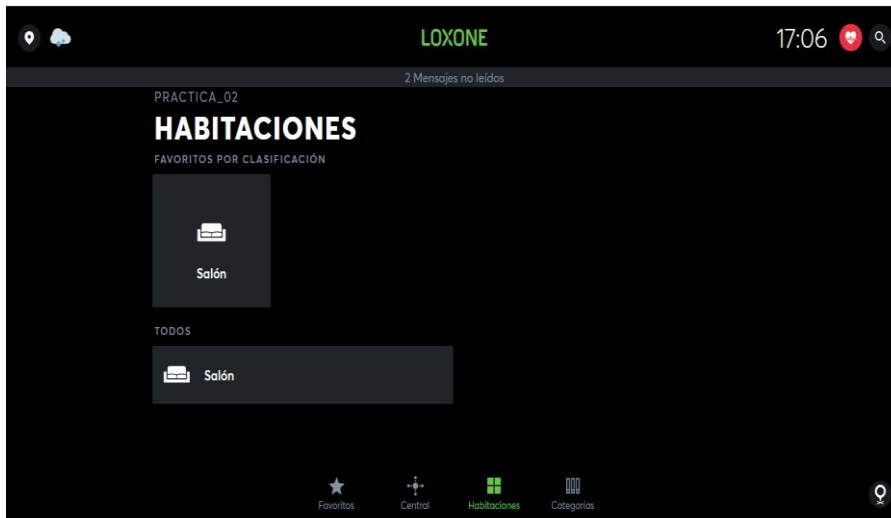 LOXONE
17:06
2 Mensajes no leídos
PRACTICA_02
HABITACIONES
FAVORITOS POR CLASIFICACIÓN
Salón
TODOS
Salón
Favoritos
Central
Habitaciones
Categorías